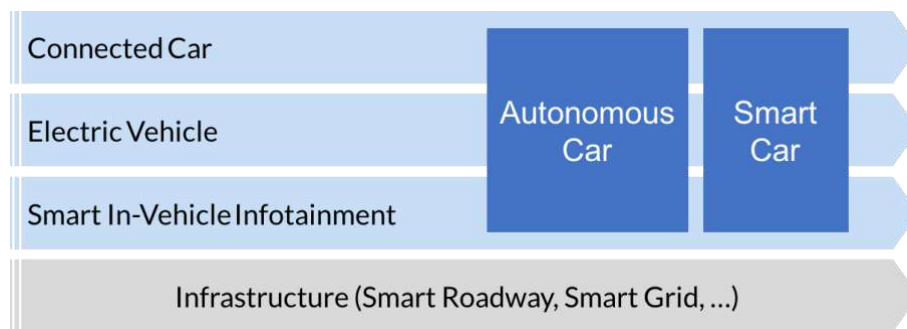 Connected Car
Autonomous
Car
Smart
Car
Electric Vehicle
Smart In-Vehicle Infotainment
Infrastructure (Smart Roadway, Smart Grid, ...)